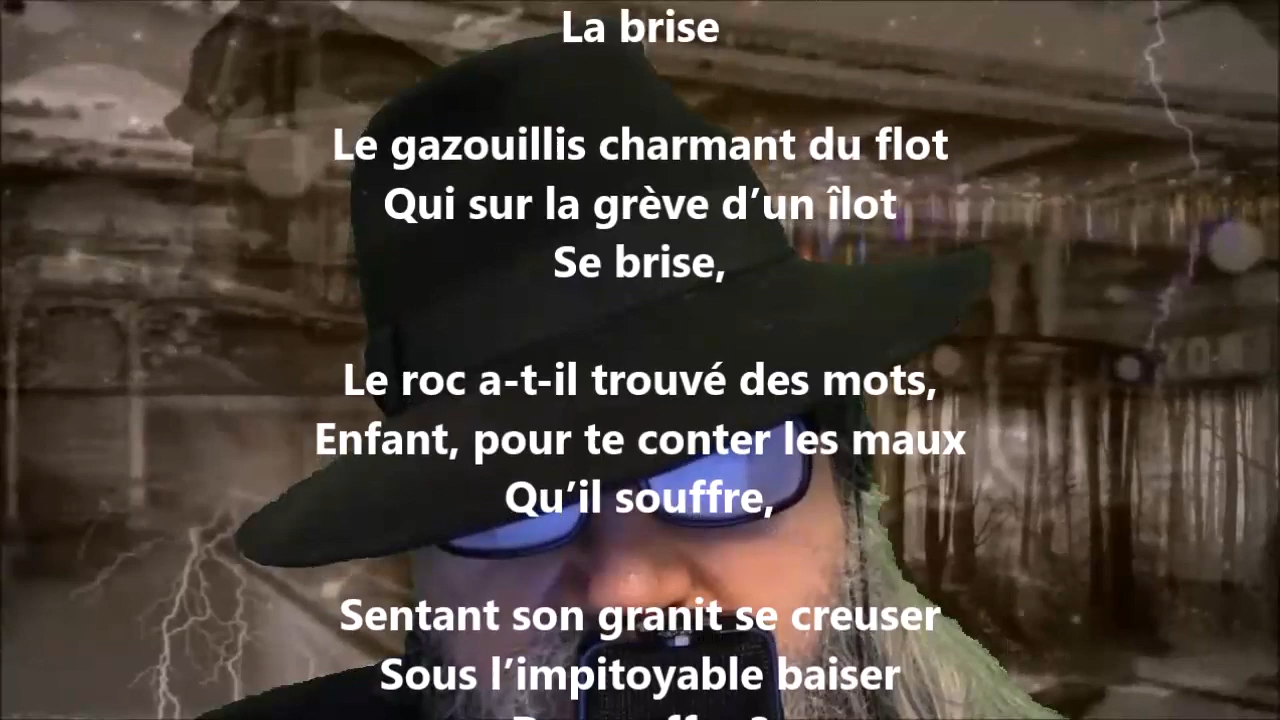 La brise
Le gazouillis charmant du flot
Qui sur la grève d’un îlot
Se brise,
Le roc a-t-il trouvé des mots,
Enfant, pour te conter les maux
Qu’il souffre,
Sentant son granit se creuser
Sous l’impitoyable baiser